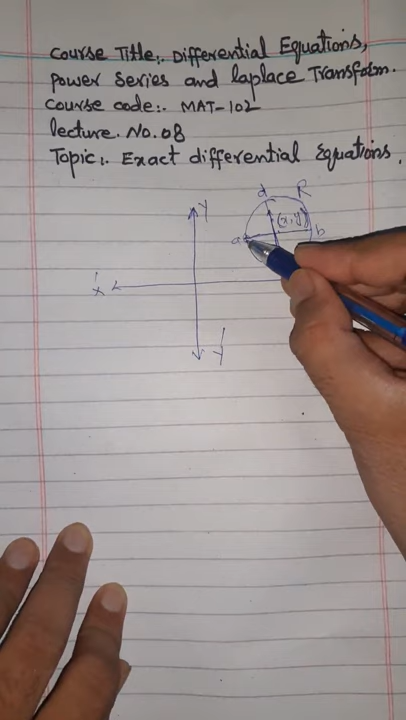 Course Title:. Differential Equations,
power series and laplace Transform.
Course code:. MAT-102
lecture. No. 08
Topic:. Exact differential Equations.
d R
Y (x, y)
a b
X'
Y'